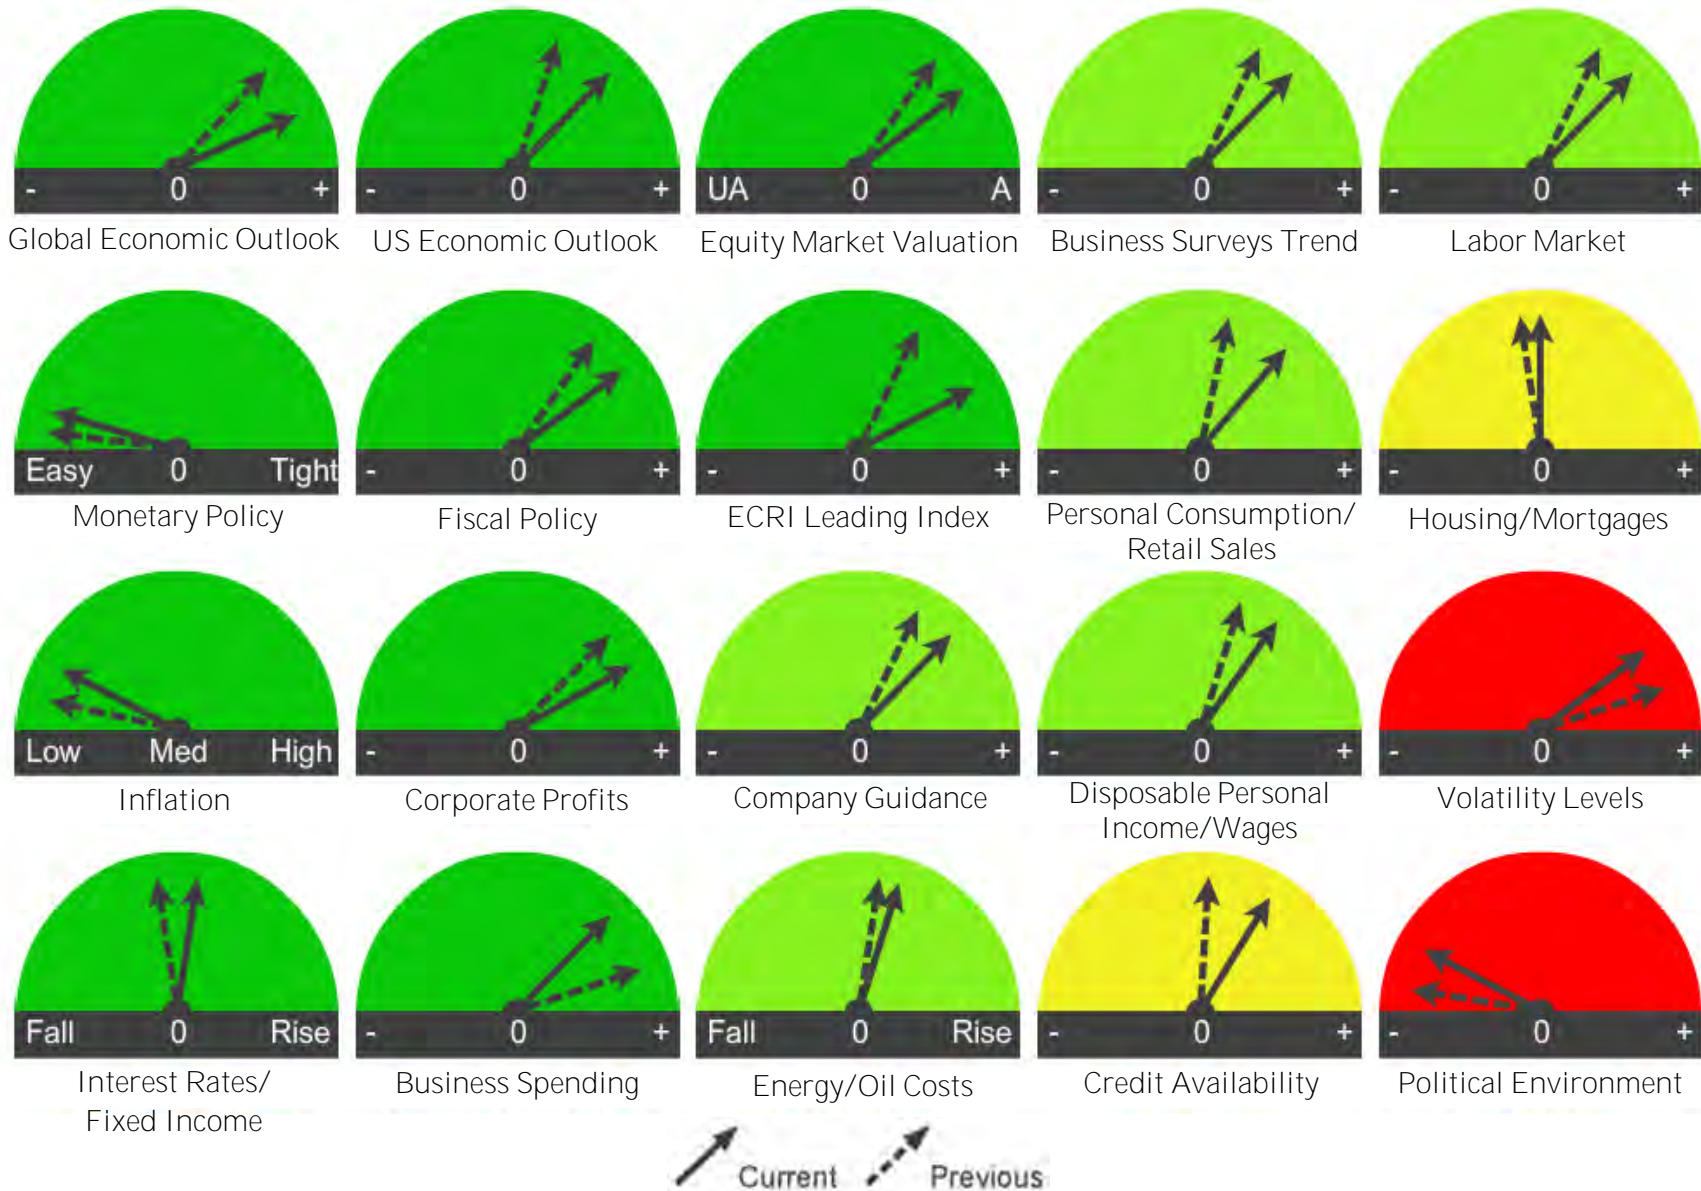 - 0 +
Global Economic Outlook
- 0 +
US Economic Outlook
UA 0 A
Equity Market Valuation
- 0 +
Business Surveys Trend
- 0 +
Labor Market
Easy 0 Tight
Monetary Policy
- 0 +
Fiscal Policy
- 0 +
ECRI Leading Index
- 0 +
Personal Consumption/
Retail Sales
- 0 +
Housing/Mortgages
Low Med High
Inflation
- 0 +
Corporate Profits
- 0 +
Company Guidance
- 0 +
Disposable Personal
Income/Wages
- 0 +
Volatility Levels
Fall 0 Rise
Interest Rates/
Fixed Income
- 0 +
Business Spending
Fall 0 Rise
Energy/Oil Costs
- 0 +
Credit Availability
- 0 +
Political Environment
Current Previous